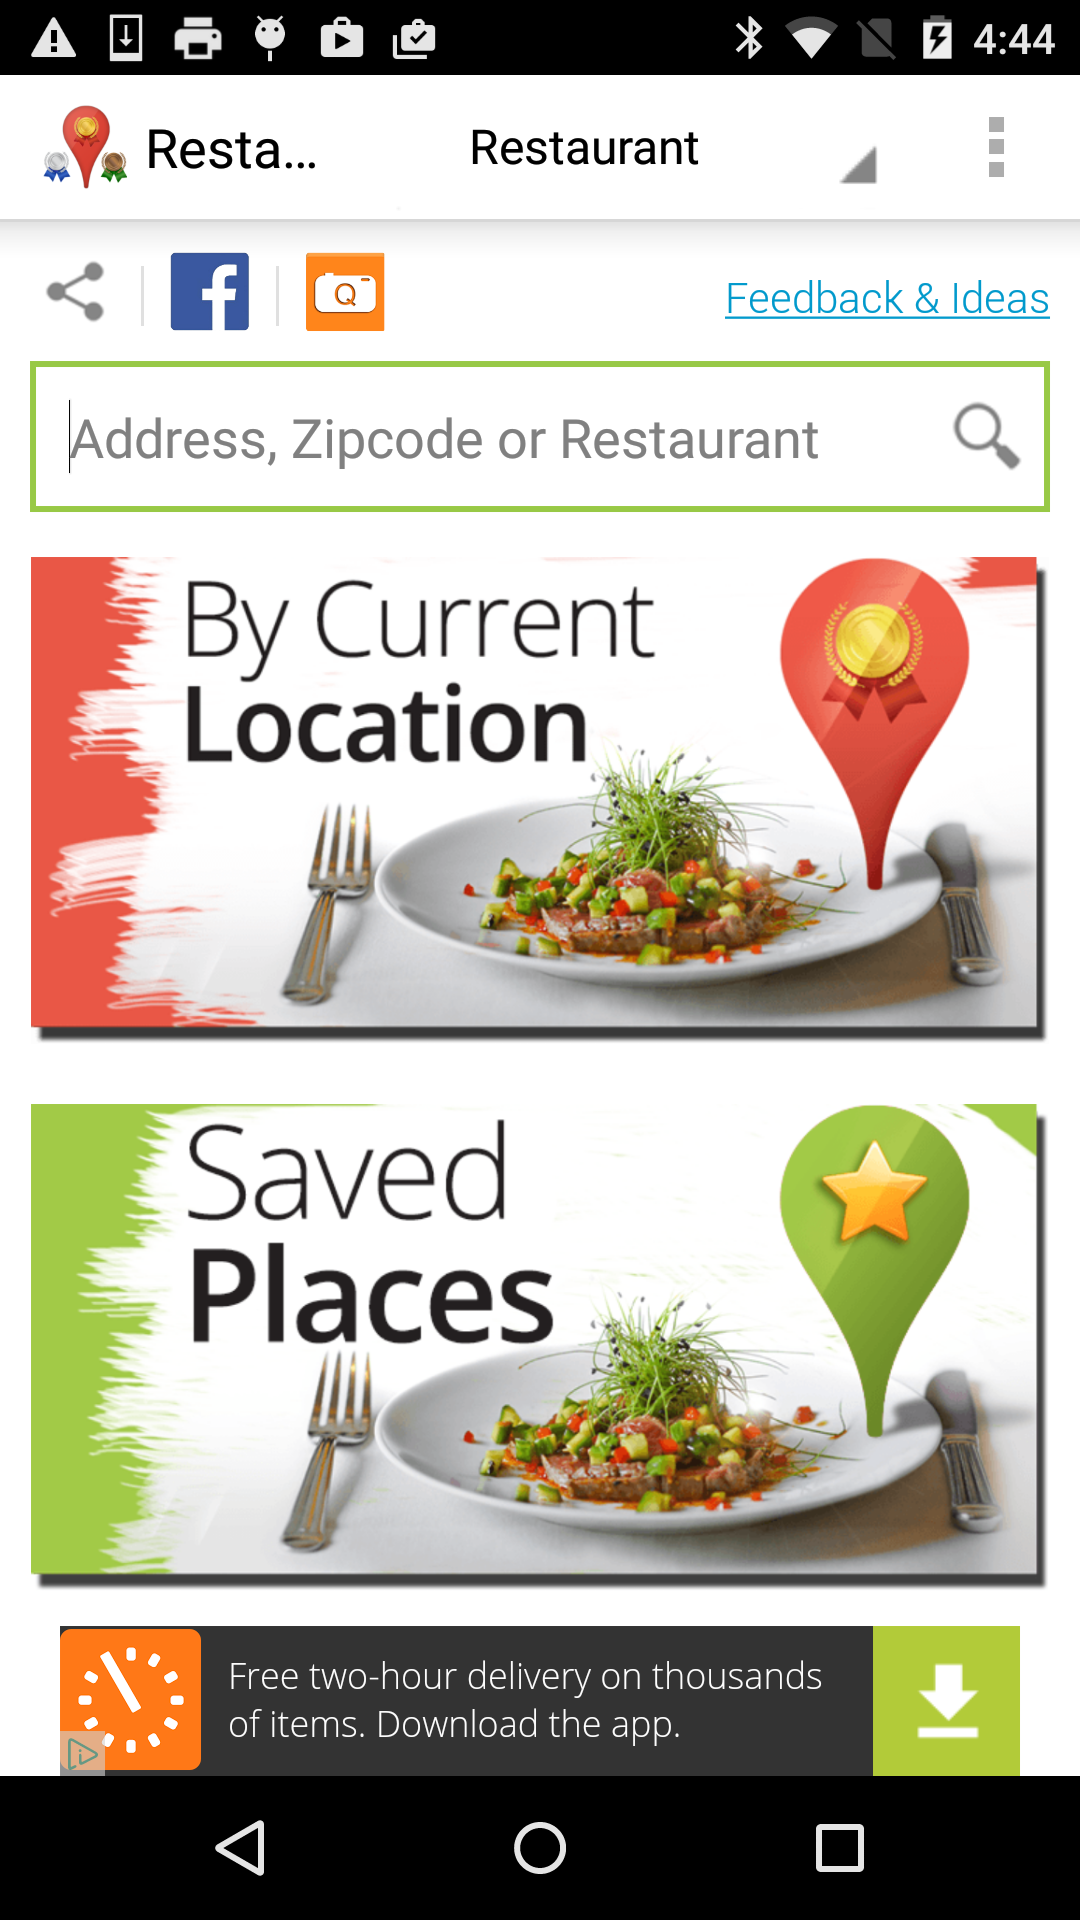 4:44
Resta...
Restaurant
Q
Feedback & Ideas
Address, Zipcode or Restaurant
By Current
Location
Saved
Places
Free two-hour delivery on thousands
of items. Download the app.